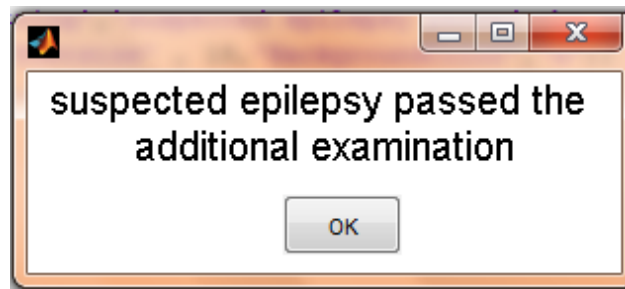 suspected epilepsy passed the
additional examination
OK